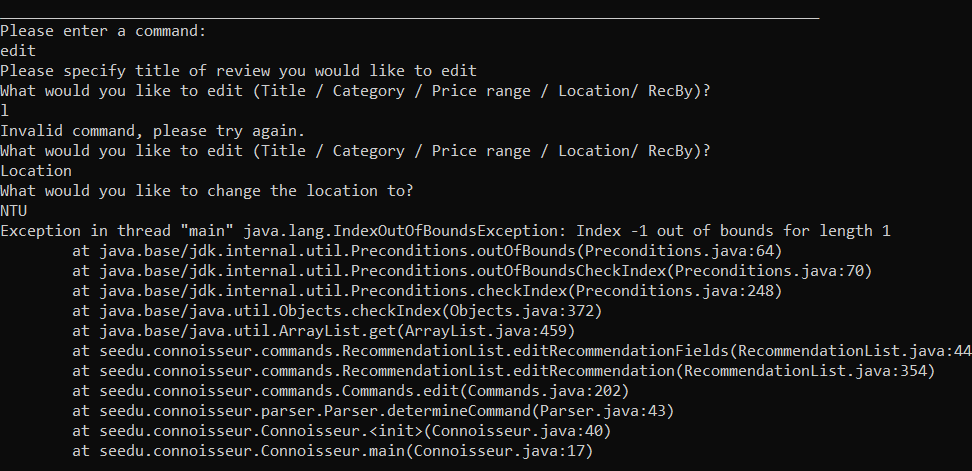 Please enter a command:
edit
Please specify title of review you would like to edit
What would you like to edit (Title / Category / Price range / Location/ RecBy)?
l
Invalid command, please try again.
What would you like to edit (Title / Category / Price range / Location/ RecBy)?
Location
What would you like to change the location to?
NTU
Exception in thread "main" java.lang.IndexOutOfBoundsException: Index -1 out of bounds for length 1
at java.base/jdk.internal.util.Preconditions.outOfBounds(Preconditions.java:64)
at java.base/jdk.internal.util.Preconditions.outOfBoundsCheckIndex(Preconditions.java:70)
at java.base/jdk.internal.util.Preconditions.checkIndex(Preconditions.java:248)
at java.base/java.util.Objects.checkIndex(Objects.java:372)
at java.base/java.util.ArrayList.get(ArrayList.java:459)
at seedu.connoisseur.commands.RecommendationList.editRecommendationFields(RecommendationList.java:44
at seedu.connoisseur.commands.RecommendationList.editRecommendation(RecommendationList.java:354)
at seedu.connoisseur.commands.Commands.edit(Commands.java:202)
at seedu.connoisseur.parser.Parser.determineCommand(Parser.java:43)
at seedu.connoisseur.Connoisseur.<init>(Connoisseur.java:40)
at seedu.connoisseur.Connoisseur.main(Connoisseur.java:17)